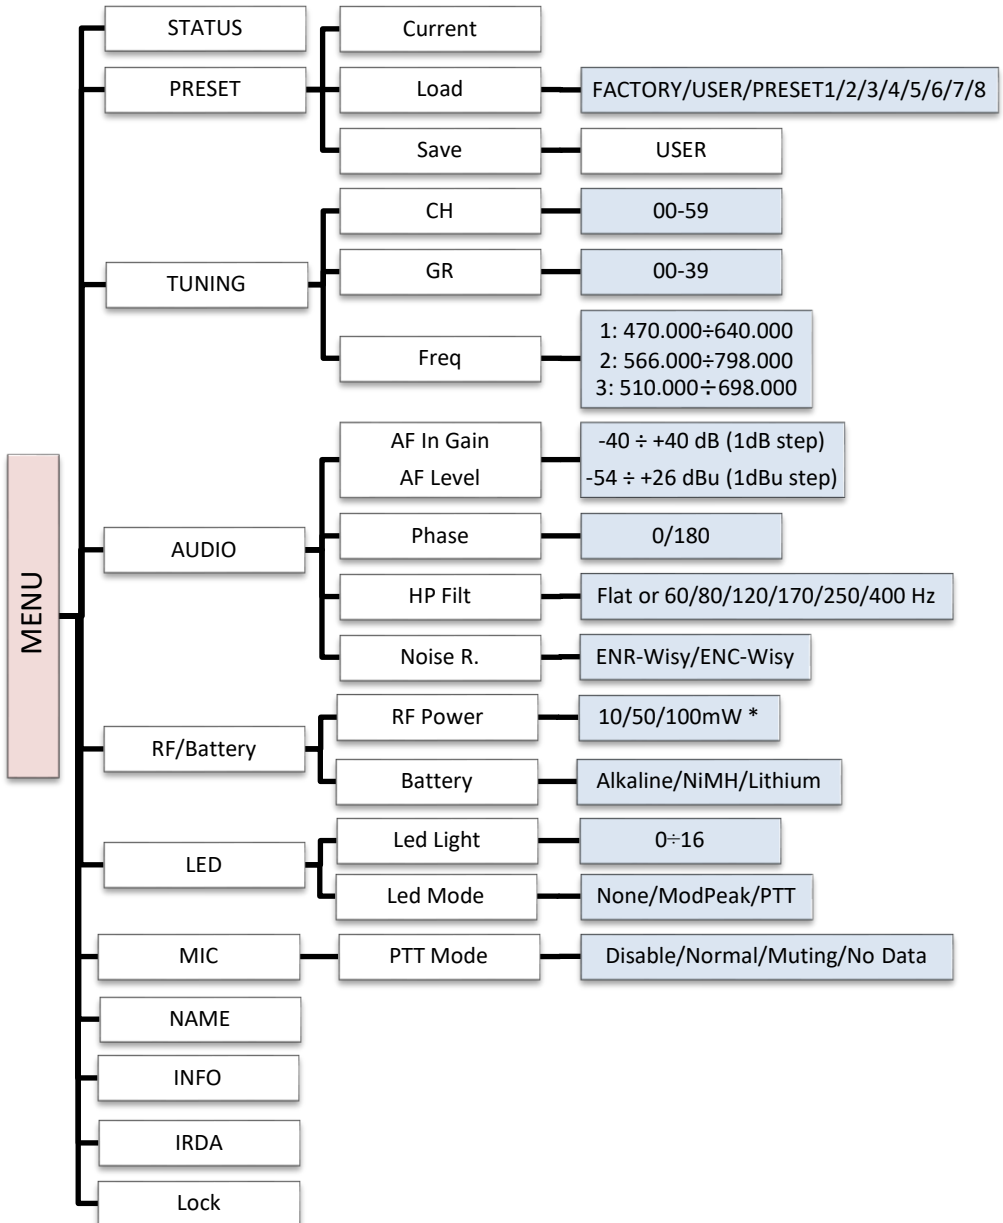 STATUS
Current
PRESET
Load
FACTORY/USER/PRESET1/2/3/4/5/6/7/8
Save
USER
CH
00-59
TUNING
GR
00-39
Freq
1: 470.000÷640.000
2: 566.000÷798.000
3: 510.000÷698.000
MENU
AUDIO
AF In Gain
AF Level
-40 ÷ +40 dB (1dB step)
-54 ÷ +26 dBu (1dBu step)
Phase
0/180
HP Filt
Flat or 60/80/120/170/250/400 Hz
Noise R.
ENR-Wisy/ENC-Wisy
RF/Battery
RF Power
10/50/100mW *
Battery
Alkaline/NiMH/Lithium
LED
Led Light
0÷16
Led Mode
None/ModPeak/PTT
MIC
PTT Mode
Disable/Normal/Muting/No Data
NAME
INFO
IRDA
Lock